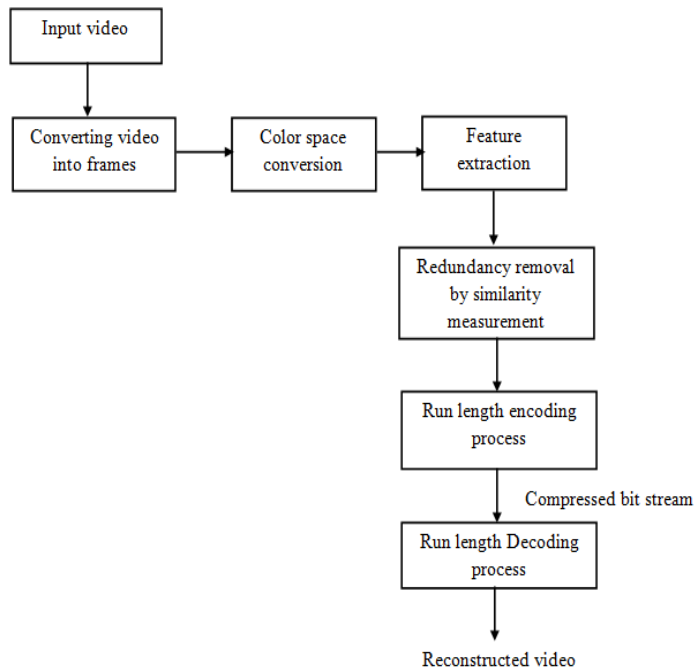 Input video
Converting video
into frames
Color space
conversion
Feature
extraction
Redundancy removal
by similarity
measurement
Run length encoding
process
Compressed bit stream
Run length Decoding
process
Reconstructed video